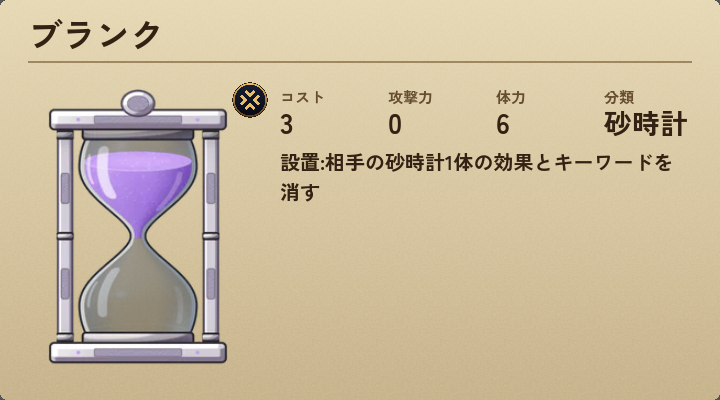 ブランク
コスト 攻撃力 体力 分類
3 0 6 砂時計
設置:相手の砂時計1体の効果とキーワードを
消す